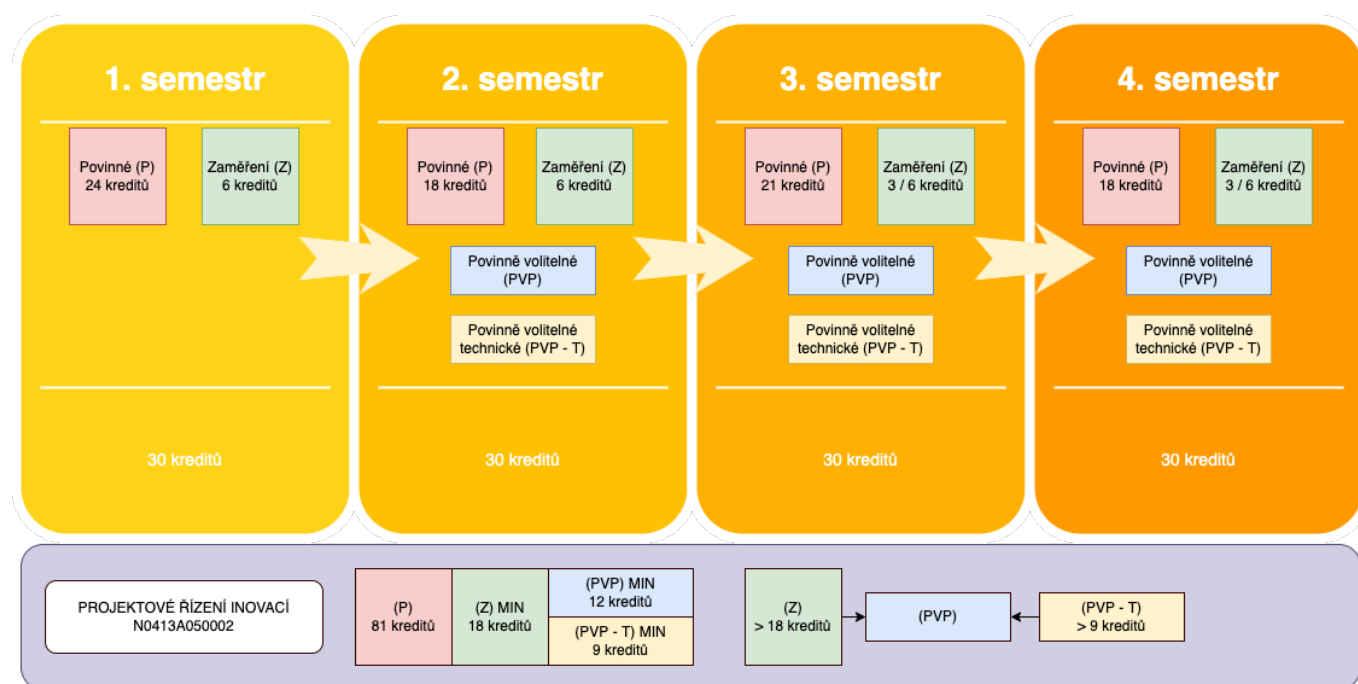 1. semestr
Povinné (P)
24 kreditů
Zaměření (Z)
6 kreditů
30 kreditů
2. semestr
Povinné (P)
18 kreditů
Zaměření (Z)
6 kreditů
Povinně volitelné
(PVP)
Povinně volitelné
technické (PVP - T)
30 kreditů
3. semestr
Povinné (P)
21 kreditů
Zaměření (Z)
3 / 6 kreditů
Povinně volitelné
(PVP)
Povinně volitelné
technické (PVP - T)
30 kreditů
4. semestr
Povinné (P)
18 kreditů
Zaměření (Z)
3 / 6 kreditů
Povinně volitelné
(PVP)
Povinně volitelné
technické (PVP - T)
30 kreditů
PROJEKTOVÉ ŘÍZENÍ INOVACÍ
N0413A050002
(P)
81 kreditů
(Z) MIN
18 kreditů
(PVP) MIN
12 kreditů
(PVP - T) MIN
9 kreditů
(Z)
> 18 kreditů
(PVP)
(PVP - T)
> 9 kreditů